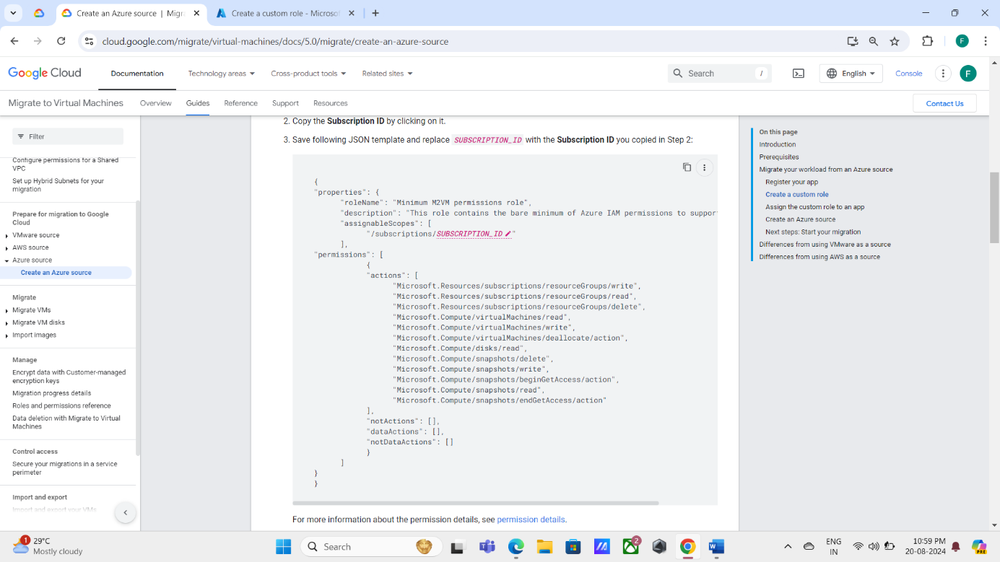 Create an Azure source | Migra
Create a custom role - Microsof
cloud.google.com/migrate/virtual-machines/docs/5.0/migrate/create-an-azure-source
F
Google Cloud
Documentation
Technology areas
Cross-product tools
Related sites
Search
/
English
Console
F
Migrate to Virtual Machines
Overview
Guides
Reference
Support
Resources
Contact Us
Filter
Configure permissions for a Shared
VPC
Set up Hybrid Subnets for your
migration
Prepare for migration to Google
Cloud
VMware source
AWS source
Azure source
Create an Azure source
Migrate
Migrate VMs
Migrate VM disks
Import images
Manage
Encrypt data with Customer-managed
encryption keys
Migration progress details
Roles and permissions reference
Data deletion with Migrate to Virtual
Machines
Control access
Secure your migrations in a service
perimeter
Import and export
Import and export your VMs
2. Copy the Subscription ID by clicking on it.
3. Save following JSON template and replace SUBSCRIPTION_ID with the Subscription ID you copied in Step 2:
{
"properties": {
"roleName": "Minimum M2VM permissions role",
"description": "This role contains the bare minimum of Azure IAM permissions to suppor
"assignableScopes": [
"/subscriptions/SUBSCRIPTION_ID"
],
"permissions": [
{
"actions": [
"Microsoft.Resources/subscriptions/resourceGroups/write",
"Microsoft.Resources/subscriptions/resourceGroups/read",
"Microsoft.Resources/subscriptions/resourceGroups/delete",
"Microsoft.Compute/virtualMachines/read",
"Microsoft.Compute/virtualMachines/write",
"Microsoft.Compute/virtualMachines/deallocate/action",
"Microsoft.Compute/disks/read",
"Microsoft.Compute/snapshots/delete",
"Microsoft.Compute/snapshots/write",
"Microsoft.Compute/snapshots/beginGetAccess/action",
"Microsoft.Compute/snapshots/read",
"Microsoft.Compute/snapshots/endGetAccess/action"
],
"notActions": [],
"dataActions": [],
"notDataActions": []
}
]
}
}
For more information about the permission details, see permission details.
On this page
Introduction
Prerequisites
Migrate your workload from an Azure source
Register your app
Create a custom role
Assign the custom role to an app
Create an Azure source
Next steps: Start your migration
Differences from using VMware as a source
Differences from using AWS as a source
1
29°C
Mostly cloudy
Search
2
W
ENG
IN
10:59 PM
20-08-2024
PRE